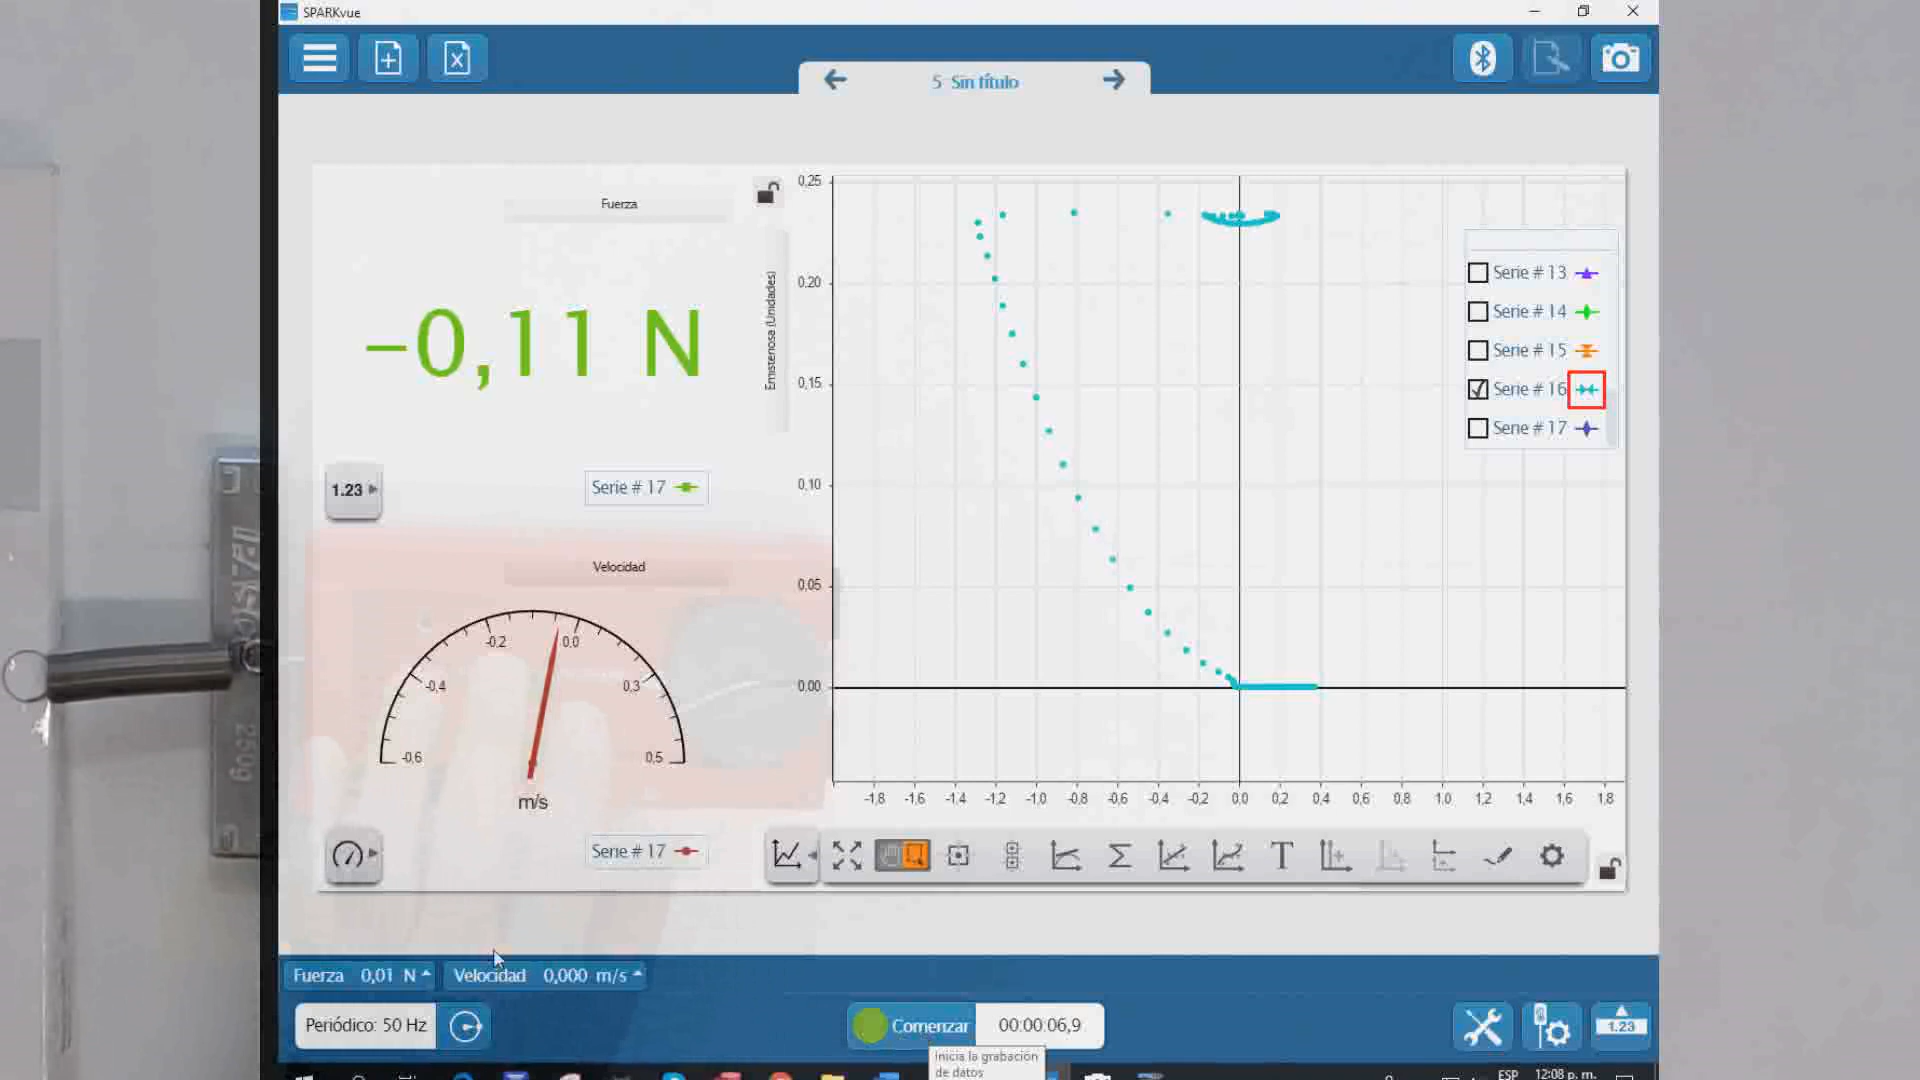 SPARKvue
5 Sin título
Fuerza
−0,11 N
1.23
Serie # 17
Velocidad
-0.6
-0.4
-0.2
0.0
0.3
0.5
m/s
Serie # 17
0,25
0.20
0,15
0,10
0.05
0.00
-1,8 -1,6 -1,4 -1,2 -1,0 -0,8 -0,6 -0,4 -0,2 0,0 0,2 0,4 0,6 0,8 1,0 1,2 1,4 1,6 1,8
Serie # 13
Serie # 14
Serie # 15
Serie # 16
Serie # 17
Fuerza 0,01 N
Velocidad 0,000 m/s
Periódico: 50 Hz
Comenzar
00:00:06,9
1.23
Inicia la grabación
de datos
ESP
12:08 p. m.
250g